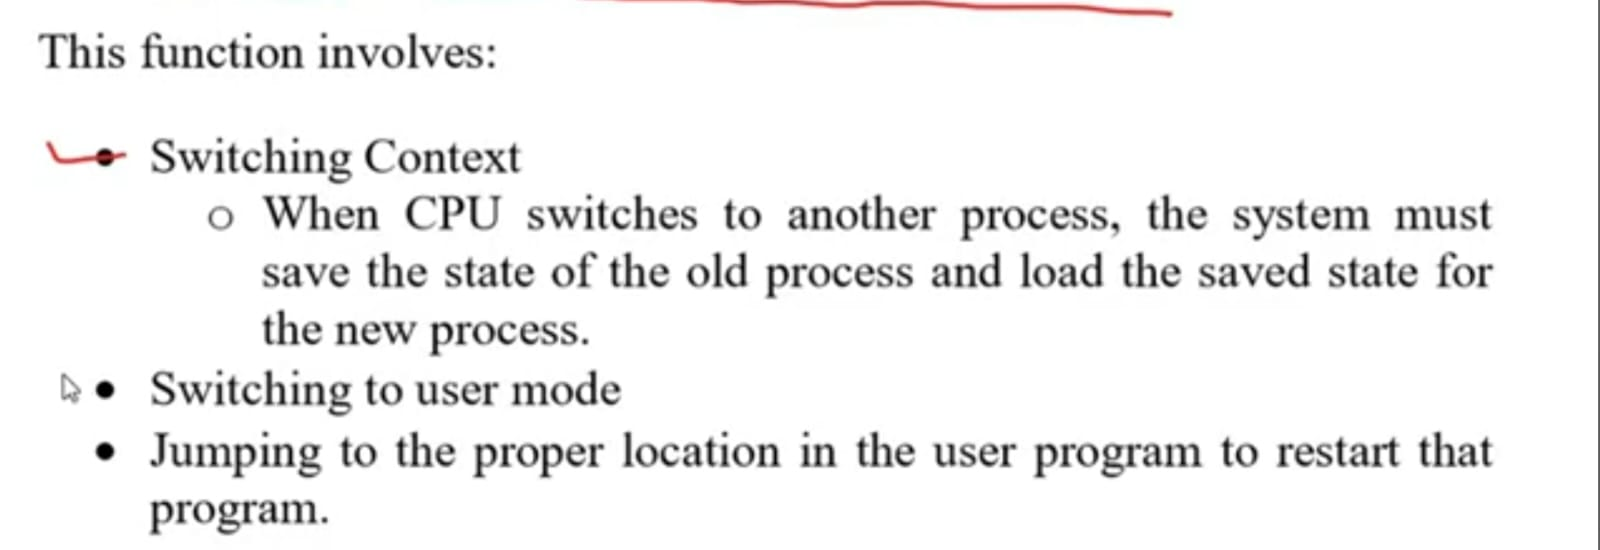 This function involves:
● Switching Context
○ When CPU switches to another process, the system must
save the state of the old process and load the saved state for
the new process.
● Switching to user mode
● Jumping to the proper location in the user program to restart that
program.